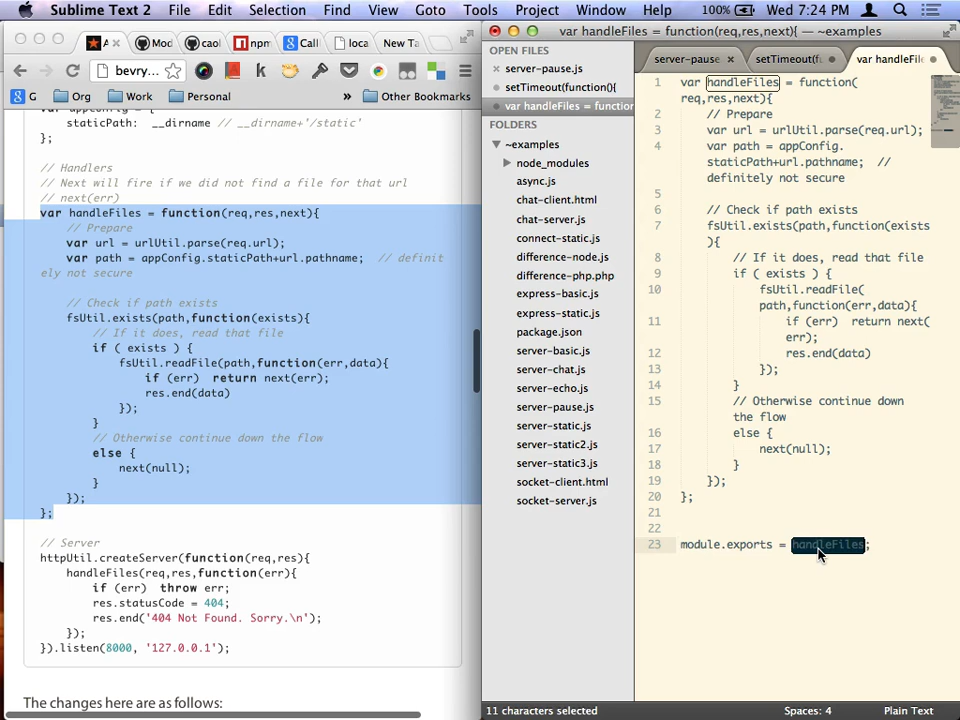 Sublime Text 2 File Edit Selection Find View Goto Tools Project Window Help 100% Wed 7:24 PM
A Mod caol npm Call loca New Ta
bevry...
G Org Work Personal » Other Bookmarks
staticPath: __dirname // __dirname+'/static'
};
// Handlers
// Next will fire if we did not find a file for that url
// next(err)
var handleFiles = function(req,res,next){
// Prepare
var url = urlUtil.parse(req.url);
var path = appConfig.staticPath+url.pathname; // definit
ely not secure
// Check if path exists
fsUtil.exists(path,function(exists){
// If it does, read that file
if ( exists ) {
fsUtil.readFile(path,function(err,data){
if (err) return next(err);
res.end(data)
});
}
// Otherwise continue down the flow
else {
next(null);
}
});
};
// Server
httpUtil.createServer(function(req,res){
handleFiles(req,res,function(err){
if (err) throw err;
res.statusCode = 404;
res.end('404 Not Found. Sorry.\n');
});
}).listen(8000, '127.0.0.1');
The changes here are as follows:
var handleFiles = function(req,res,next){ — ~examples
OPEN FILES
server-pause.js
setTimeout(function(){
var handleFiles = function
FOLDERS
~examples
node_modules
async.js
chat-client.html
chat-server.js
connect-static.js
difference-node.js
difference-php.php
express-basic.js
express-static.js
package.json
server-basic.js
server-chat.js
server-echo.js
server-pause.js
server-static.js
server-static2.js
server-static3.js
socket-client.html
socket-server.js
server-pause setTimeout(f var handleFile
1 var handleFiles = function(
req,res,next){
2 // Prepare
3 var url = urlUtil.parse(req.url);
4 var path = appConfig.
staticPath+url.pathname; //
definitely not secure
5
6 // Check if path exists
7 fsUtil.exists(path,function(exists
){
8 // If it does, read that file
9 if ( exists ) {
10 fsUtil.readFile(
path,function(err,data){
11 if (err) return next(
err);
12 res.end(data)
13 });
14 }
15 // Otherwise continue down
the flow
16 else {
17 next(null);
18 }
19 });
20 };
21
22
23 module.exports = handleFiles;
11 characters selected Spaces: 4 Plain Text